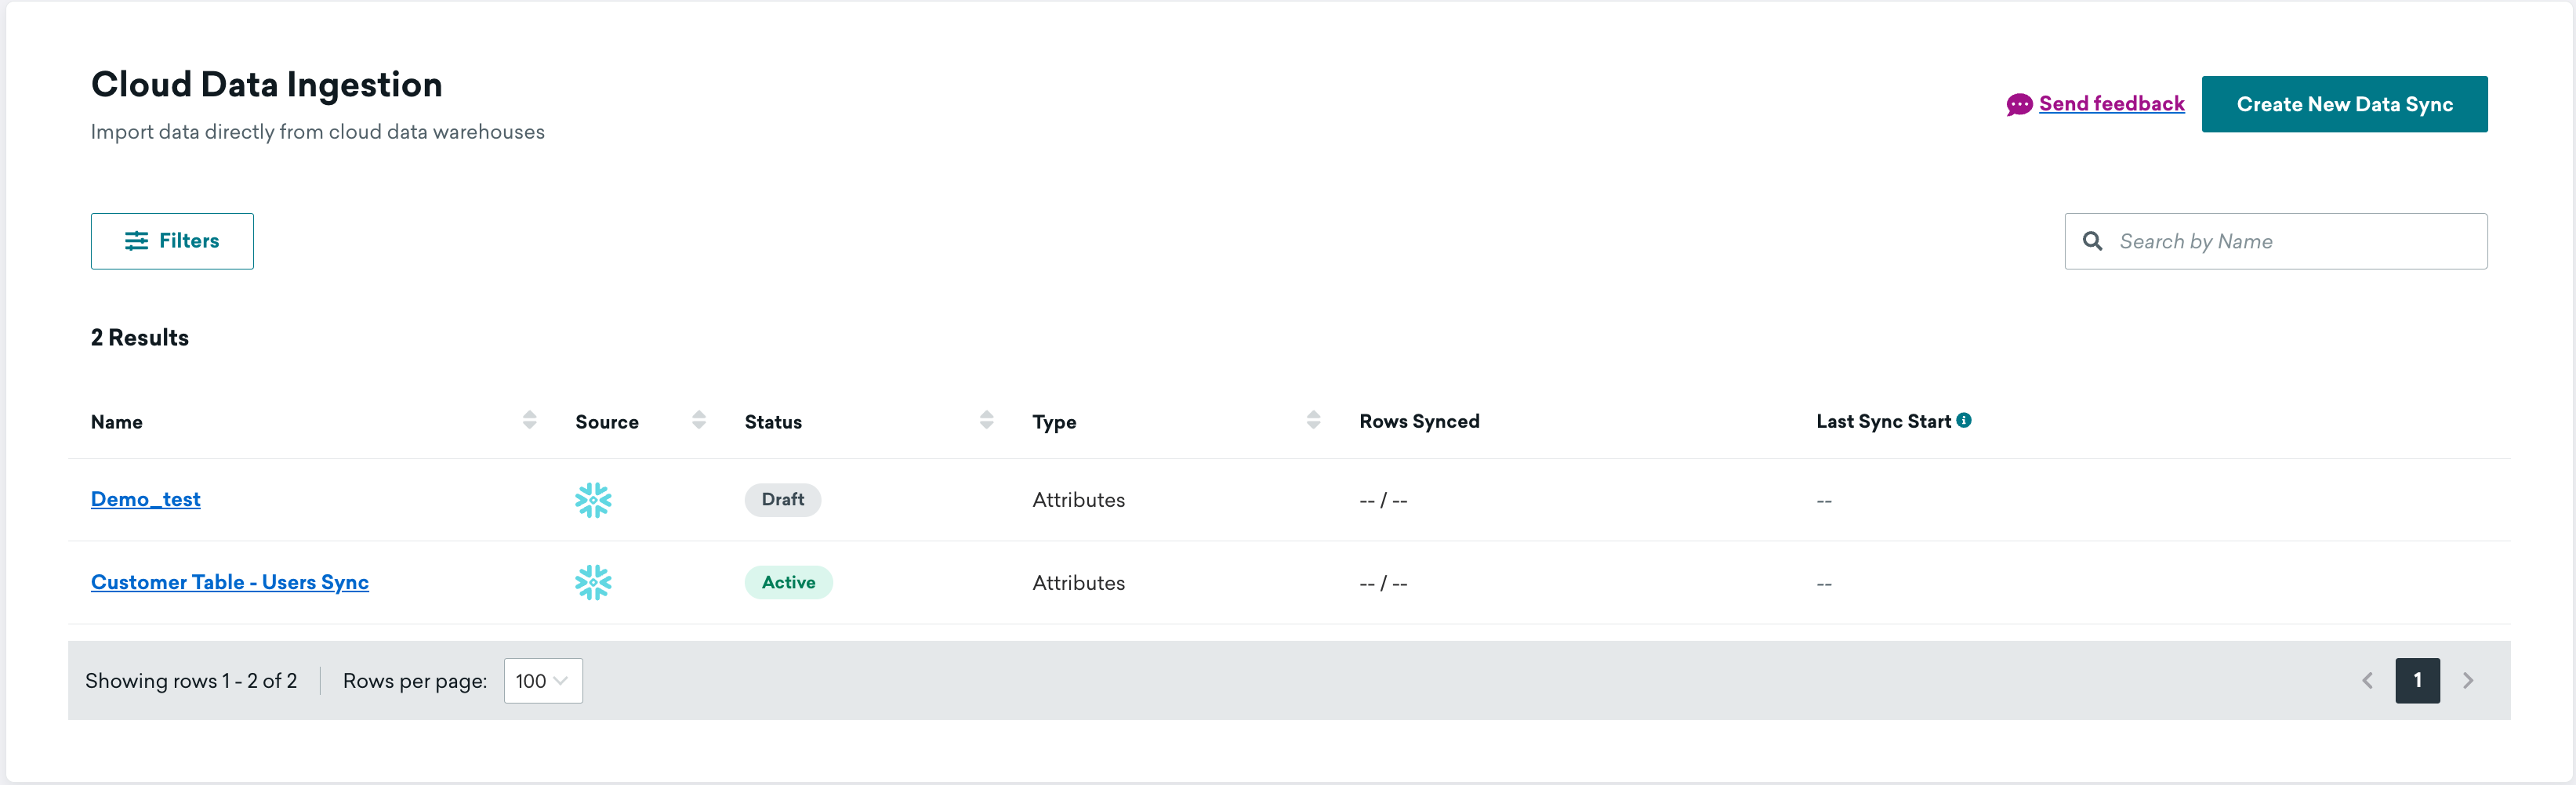 Cloud Data Ingestion
Import data directly from cloud data warehouses
Send feedback
Create New Data Sync
Filters
Search by Name
2 Results
Name Source Status Type Rows Synced Last Sync Start
Demo_test Draft Attributes -- / -- --
Customer Table - Users Sync Active Attributes -- / -- --
Showing rows 1 - 2 of 2 Rows per page: 100 1